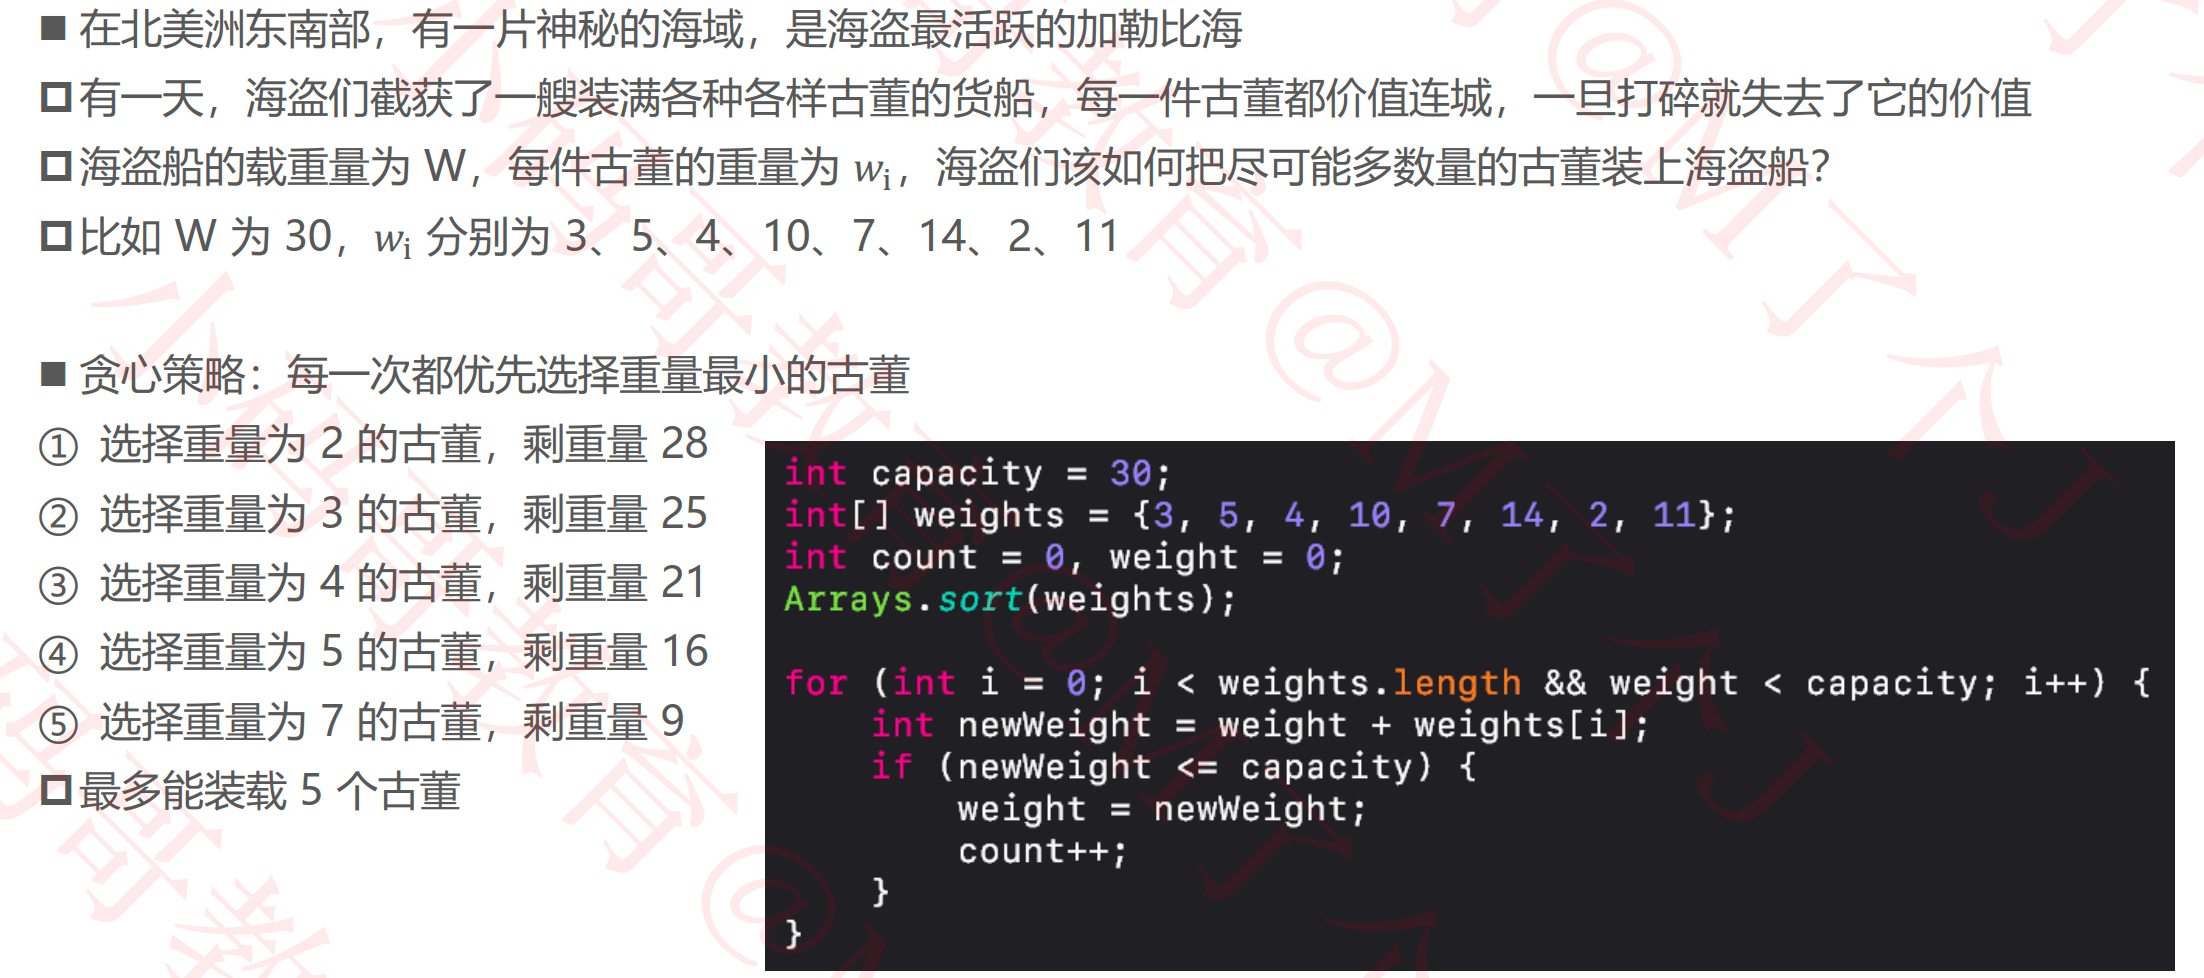 ■ 在北美洲东南部，有一片神秘的海域，是海盗最活跃的加勒比海
有一天，海盗们截获了一艘装满各种各样古董的货船，每一件古董都价值连城，一旦打碎就失去了它的价值
海盗船的载重量为 W，每件古董的重量为 wi，海盗们该如何把尽可能多数量的古董装上海盗船？
比如 W 为 30，wi 分别为 3、5、4、10、7、14、2、11
■ 贪心策略：每一次都优先选择重量最小的古董
① 选择重量为 2 的古董，剩重量 28
② 选择重量为 3 的古董，剩重量 25
③ 选择重量为 4 的古董，剩重量 21
④ 选择重量为 5 的古董，剩重量 16
⑤ 选择重量为 7 的古董，剩重量 9
最多能装载 5 个古董
int capacity = 30;
int[] weights = {3, 5, 4, 10, 7, 14, 2, 11};
int count = 0, weight = 0;
Arrays.sort(weights);
for (int i = 0; i < weights.length && weight < capacity; i++) {
    int newWeight = weight + weights[i];
    if (newWeight <= capacity) {
        weight = newWeight;
        count++;
    }
}
小码哥教育@M了个J